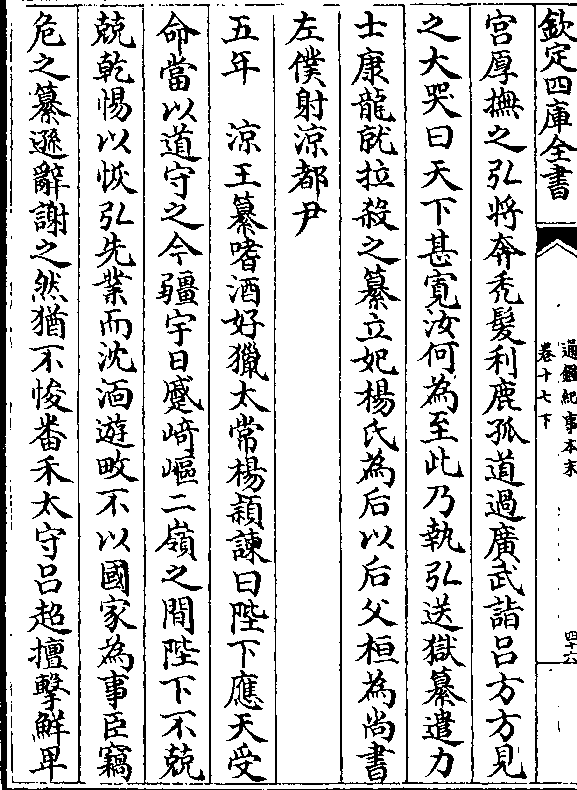 欽定四庫全書
通鑑紀事本末
卷十七下
四十六
宫厚撫之弘將奔秃髮利鹿孤道過廣武詣吕方方見
之大哭曰天下甚寛汝何為至此乃執弘送獄纂遣力
士康龍就拉殺之纂立妃楊氏為后以后父桓為尚書
左僕射凉都尹
五年　涼王纂嗜酒好獵太常楊穎諫曰陛下應天受
命當以道守之今疆宇日蹙崎嶇二嶺之間陛下不兢
兢乾惕以恢弘先業而沈湎遊畋不以國家為事臣竊
危之纂遜辭謝之然猶不悛番禾太守吕超擅擊鮮卑